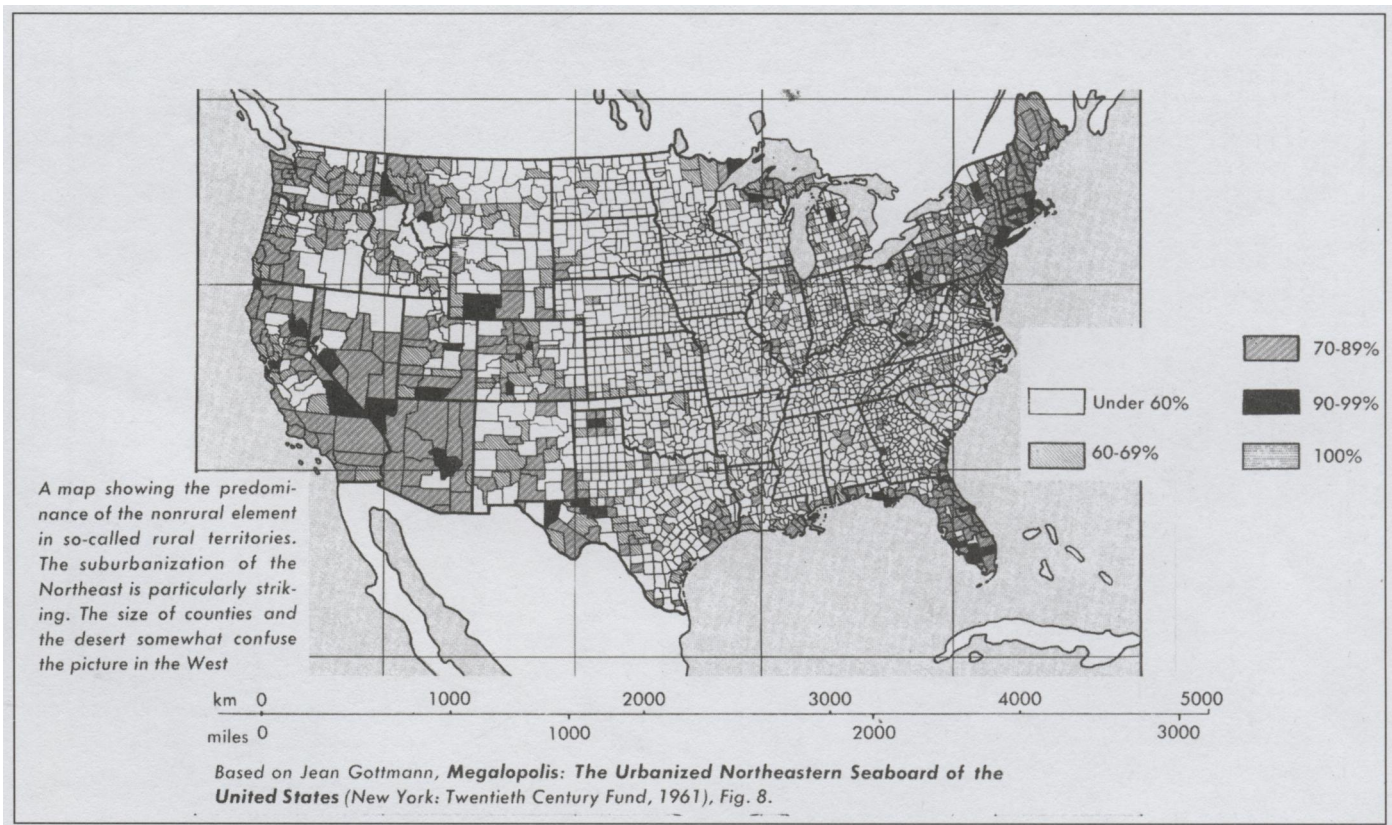 Under 60%
60-69%
70-89%
90-99%
100%
A map showing the predomi-
nance of the nonrural element
in so-called rural territories.
The suburbanization of the
Northeast is particularly strik-
ing. The size of counties and
the desert somewhat confuse
the picture in the West
km 0 1000 2000 3000 4000 5000
miles 0 1000 2000 3000
Based on Jean Gottmann, Megalopolis: The Urbanized Northeastern Seaboard of the
United States (New York: Twentieth Century Fund, 1961), Fig. 8.